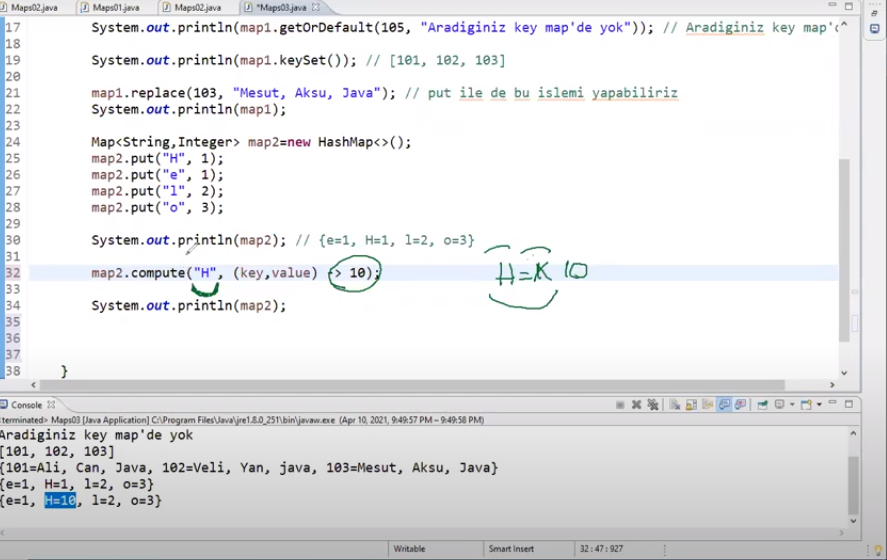 Maps02.java Maps01.java Maps02.java *Maps03.java
17 System.out.println(map1.getOrDefault(105, "Aradiginiz key map'de yok")); // Aradiginiz key map'd
18
19 System.out.println(map1.keySet()); // [101, 102, 103]
20
21 map1.replace(103, "Mesut, Aksu, Java"); // put ile de bu islemi yapabiliriz
22 System.out.println(map1);
23
24 Map<String,Integer> map2=new HashMap<>();
25 map2.put("H", 1);
26 map2.put("e", 1);
27 map2.put("l", 2);
28 map2.put("o", 3);
29
30 System.out.println(map2); // {e=1, H=1, l=2, o=3}
31
32 map2.compute("H", (key,value) -> 10); H=X 10
33
34 System.out.println(map2);
35
36
37
38 }
Console
terminated> Maps03 [Java Application] C:\Program Files\Java\jre1.8.0_251\bin\javaw.exe (Apr 10, 2021, 9:49:57 PM – 9:49:58 PM)
Aradiginiz key map'de yok
[101, 102, 103]
{101=Ali, Can, Java, 102=Veli, Yan, java, 103=Mesut, Aksu, Java}
{e=1, H=1, l=2, o=3}
{e=1, H=10, l=2, o=3}
Writable Smart Insert 32:47:927